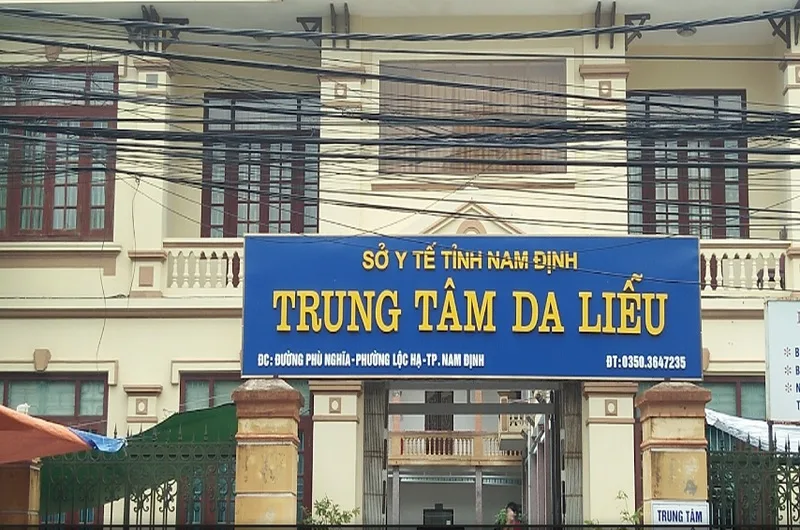 SỞ Y TẾ TỈNH NAM ĐỊNH
TRUNG TÂM DA LIỄU
ĐC: ĐƯỜNG PHÙ NGHĨA-PHƯỜNG LỘC HẠ-TP. NAM ĐỊNH
ĐT:0350.3647235
TRUNG TÂM